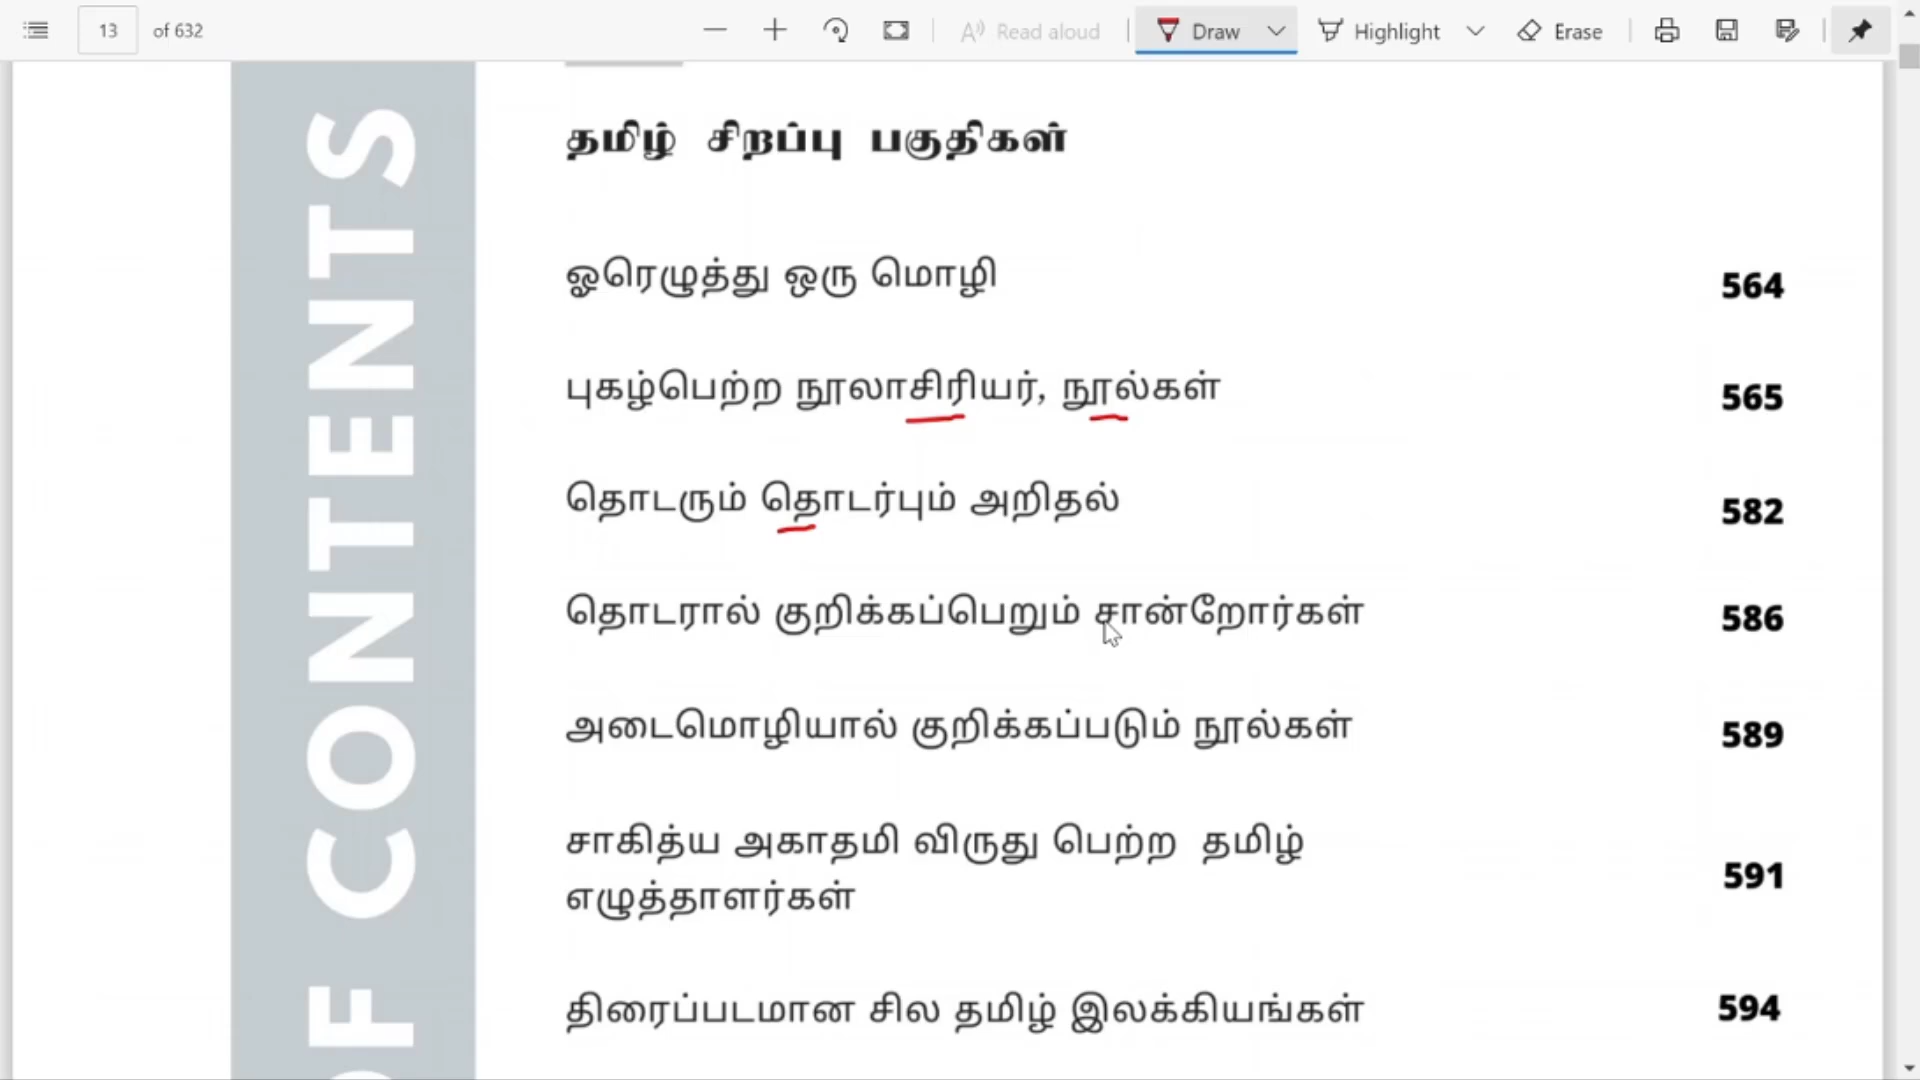 13 of 632 Read aloud Draw Highlight Erase
OF CONTENTS
தமிழ் சிறப்பு பகுதிகள்
ஓரெழுத்து ஒரு மொழி 564
புகழ்பெற்ற நூலாசிரியர், நூல்கள் 565
தொடரும் தொடர்பும் அறிதல் 582
தொடரால் குறிக்கப்பெறும் சான்றோர்கள் 586
அடைமொழியால் குறிக்கப்படும் நூல்கள் 589
சாகித்ய அகாதமி விருது பெற்ற தமிழ்
எழுத்தாளர்கள் 591
திரைப்படமான சில தமிழ் இலக்கியங்கள் 594